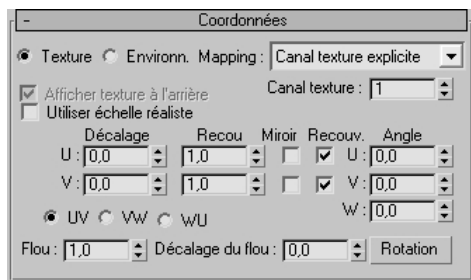 - Coordonnées
Texture Environn. Mapping : Canal texture explicite
Afficher texture à l'arrière Canal texture : 1
Utiliser échelle réaliste
Décalage Recou Miroir Recouv. Angle
U : 0,0 1,0 U : 0,0
V : 0,0 1,0 V : 0,0
W : 0,0
UV VW WU
Flou : 1,0 Décalage du flou : 0,0 Rotation